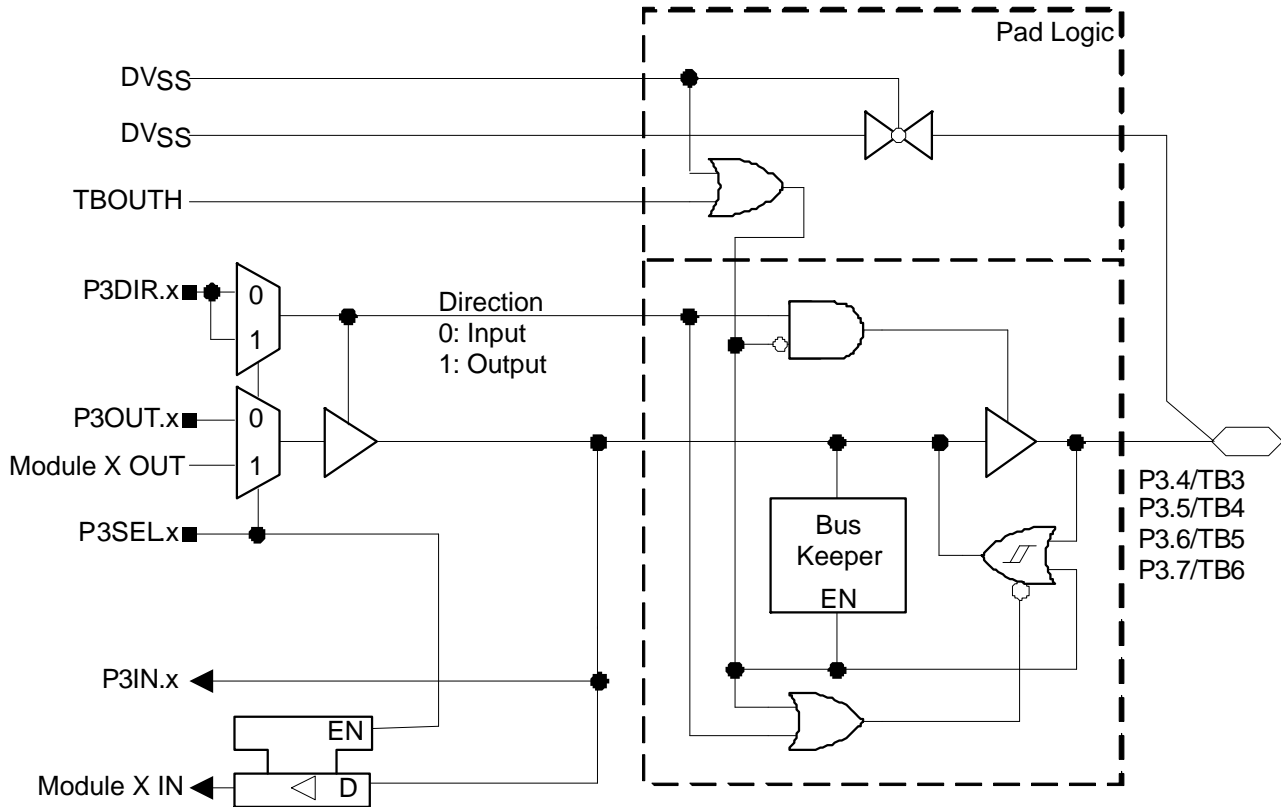 Pad Logic
DVSS
DVSS
TBOUTH
P3DIR.x
0
1
Direction
0: Input
1: Output
P3OUT.x
0
Module X OUT
1
P3SEL.x
Bus
Keeper
EN
P3.4/TB3
P3.5/TB4
P3.6/TB5
P3.7/TB6
P3IN.x
EN
Module X IN
D